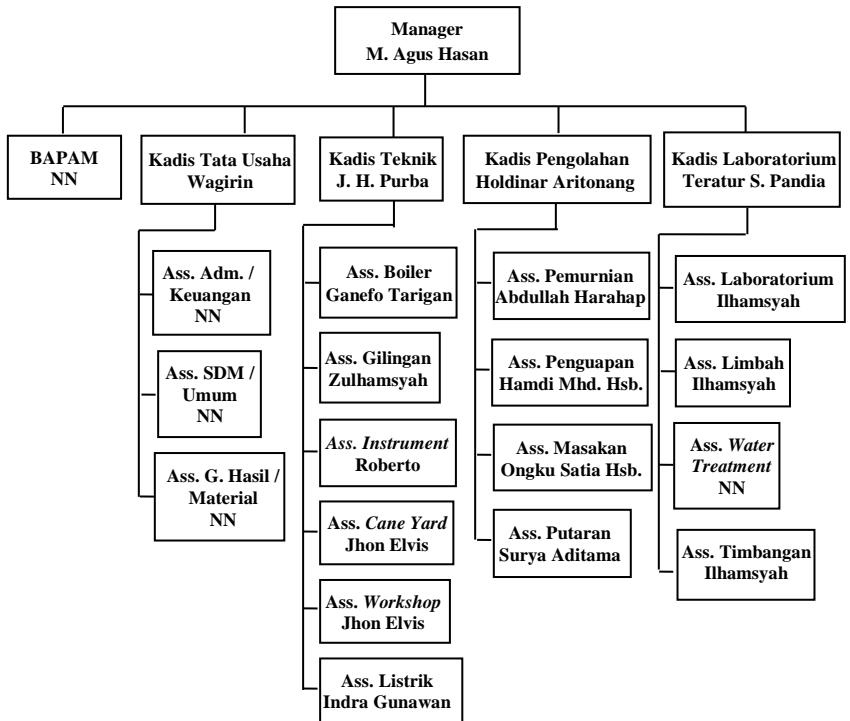 Manager
M. Agus Hasan
BAPAM
NN
Kadis Tata Usaha
Wagirin
Kadis Teknik
J. H. Purba
Kadis Pengolahan
Holdinar Aritonang
Kadis Laboratorium
Teratur S. Pandia
Ass. Adm. /
Keuangan
NN
Ass. SDM /
Umum
NN
Ass. G. Hasil /
Material
NN
Ass. Boiler
Ganefo Tarigan
Ass. Gilingan
Zulhamsyah
Ass. Instrument
Roberto
Ass. Cane Yard
Jhon Elvis
Ass. Workshop
Jhon Elvis
Ass. Listrik
Indra Gunawan
Ass. Pemurnian
Abdullah Harahap
Ass. Penguapan
Hamdi Mhd. Hsb.
Ass. Masakan
Ongku Satia Hsb.
Ass. Putaran
Surya Aditama
Ass. Laboratorium
Ilhamsyah
Ass. Limbah
Ilhamsyah
Ass. Water
Treatment
NN
Ass. Timbangan
Ilhamsyah